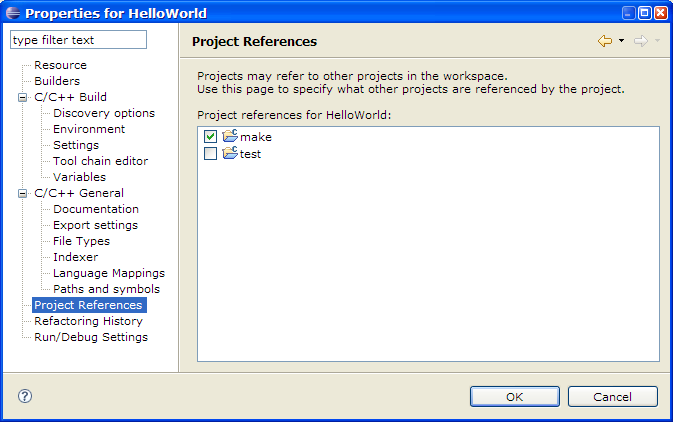 Properties for HelloWorld
type filter text
Resource
Builders
C/C++ Build
Discovery options
Environment
Settings
Tool chain editor
Variables
C/C++ General
Documentation
Export settings
File Types
Indexer
Language Mappings
Paths and symbols
Project References
Refactoring History
Run/Debug Settings
Project References
Projects may refer to other projects in the workspace.
Use this page to specify what other projects are referenced by the project.
Project references for HelloWorld:
make
test
OK
Cancel